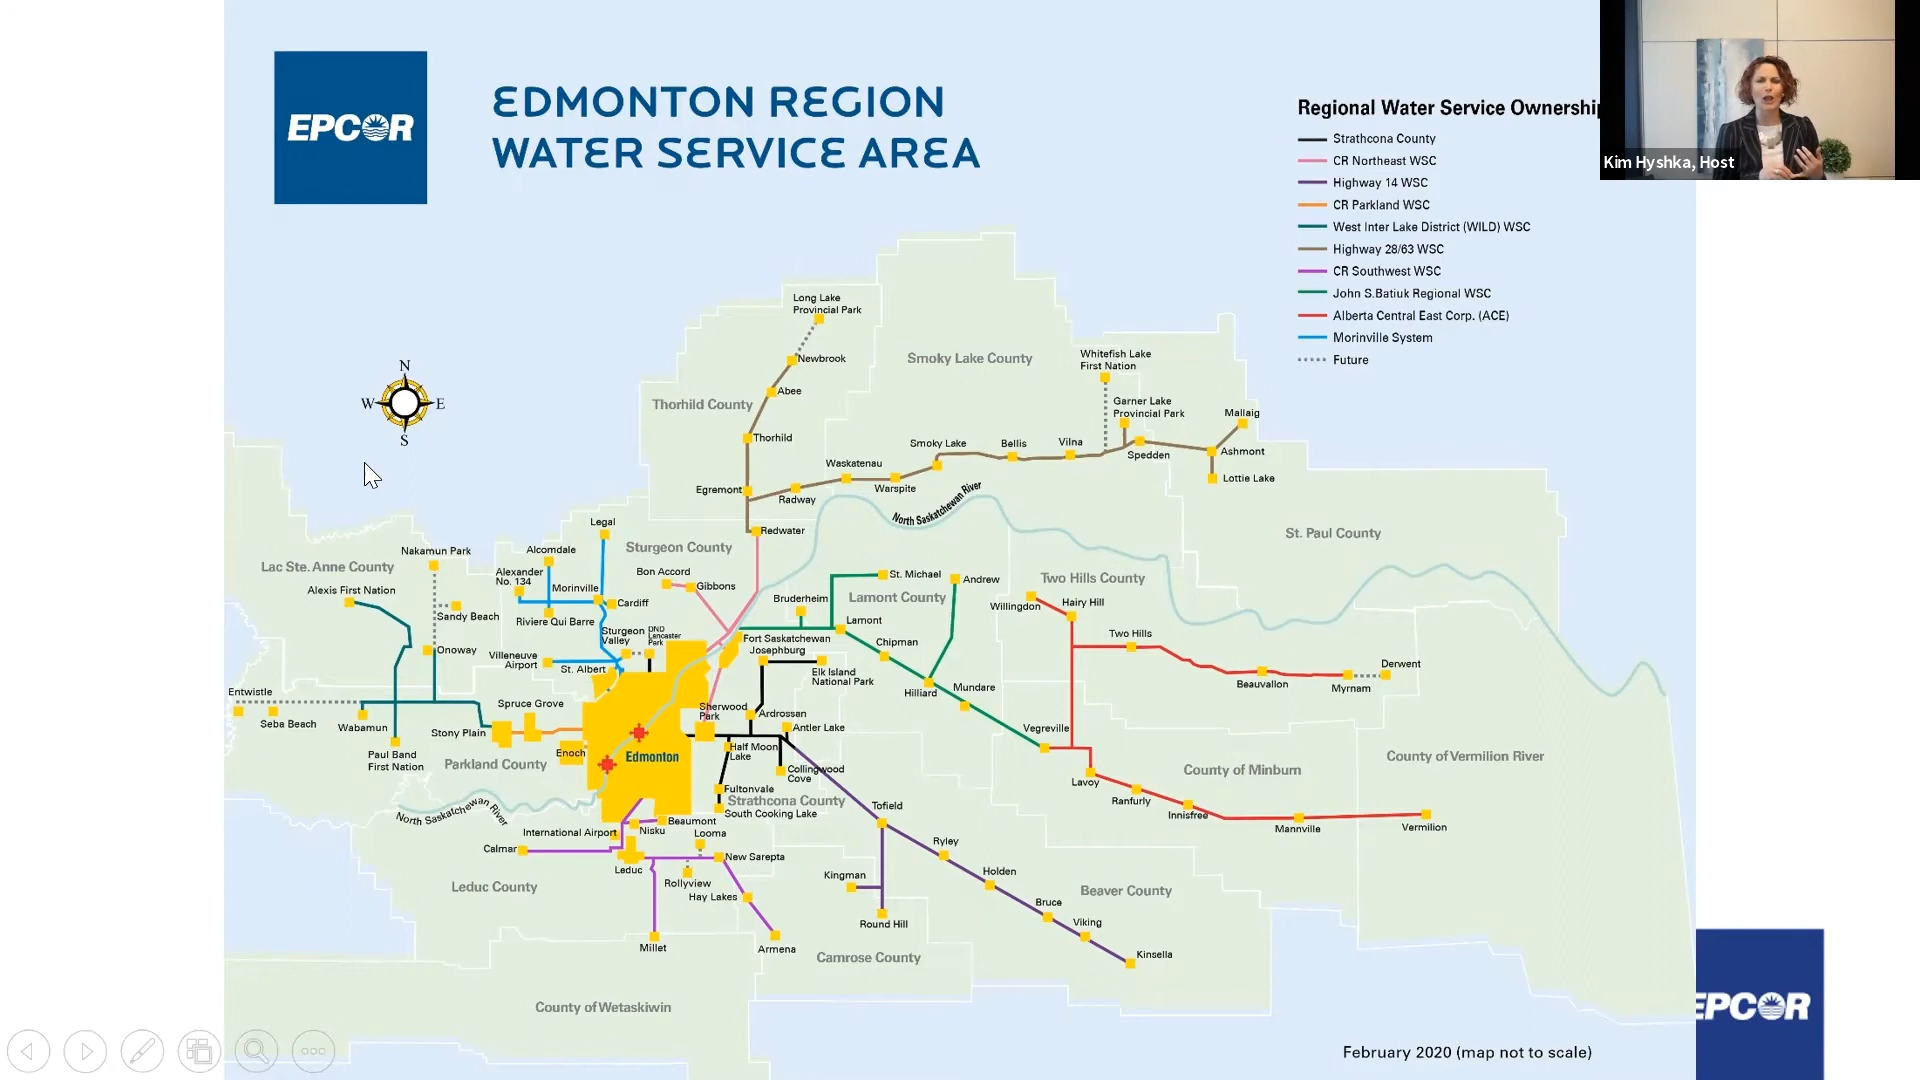 EPCOR
EDMONTON REGION
WATER SERVICE AREA
Regional Water Service Ownership
Strathcona County
CR Northeast WSC
Highway 14 WSC
CR Parkland WSC
West Inter Lake District (WILD) WSC
Highway 28/63 WSC
CR Southwest WSC
John S.Batiuk Regional WSC
Alberta Central East Corp. (ACE)
Morinville System
Future
Kim Hyshka, Host
N
W
E
S
Long Lake
Provincial Park
Newbrook
Abee
Thorhild County
Thorhild
Egremont
Radway
Redwater
Smoky Lake County
Waskatenau
Warspite
Smoky Lake
Bellis
Vilna
Whitefish Lake
First Nation
Garner Lake
Provincial Park
Spedden
Mallaig
Ashmont
Lottie Lake
North Saskatchewan River
St. Paul County
Lac Ste. Anne County
Nakamun Park
Alexis First Nation
Sandy Beach
Onoway
Entwistle
Seba Beach
Wabamun
Paul Band
First Nation
Legal
Alcomdale
Alexander
No. 134
Morinville
Cardiff
Riviere Qui Barre
Sturgeon County
Bon Accord
Gibbons
Sturgeon
Valley
DND
Lancaster
Park
Villeneuve
Airport
St. Albert
Spruce Grove
Stony Plain
Enoch
Parkland County
North Saskatchewan River
Edmonton
Bruderheim
St. Michael
Andrew
Lamont County
Lamont
Fort Saskatchewan
Josephburg
Elk Island
National Park
Chipman
Hilliard
Mundare
Vegreville
Two Hills County
Willingdon
Hairy Hill
Two Hills
Beauvallon
Myrnam
Derwent
Sherwood
Park
Ardrossan
Antler Lake
Half Moon
Lake
Collingwood
Cove
Fultonvale
Strathcona County
South Cooking Lake
Lavoy
Ranfurly
Innisfree
Mannville
Vermilion
County of Minburn
County of Vermilion River
International Airport
Nisku
Beaumont
Looma
Calmar
Leduc
New Sarepta
Rollyview
Hay Lakes
Leduc County
Millet
Armena
Tofield
Ryley
Kingman
Round Hill
Holden
Bruce
Viking
Kinsella
Beaver County
Camrose County
County of Wetaskiwin
February 2020 (map not to scale)
EPCOR